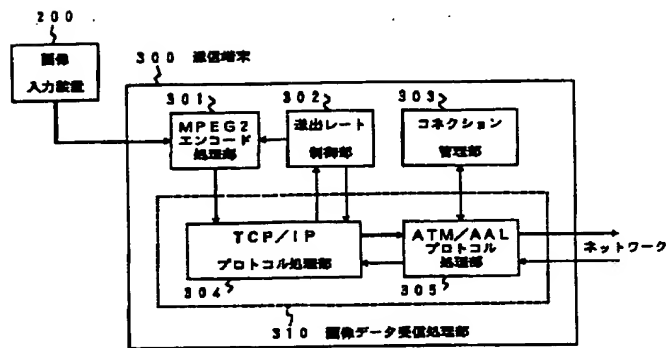 200
画像
入力装置
300 送信端末
301
302
303
MPEG2
エンコード
処理部
送出レート
制御部
コネクション
管理部
TCP/IP
プロトコル処理部
ATM/AAL
プロトコル
処理部
ネットワーク
304
305
310 画像データ受信処理部